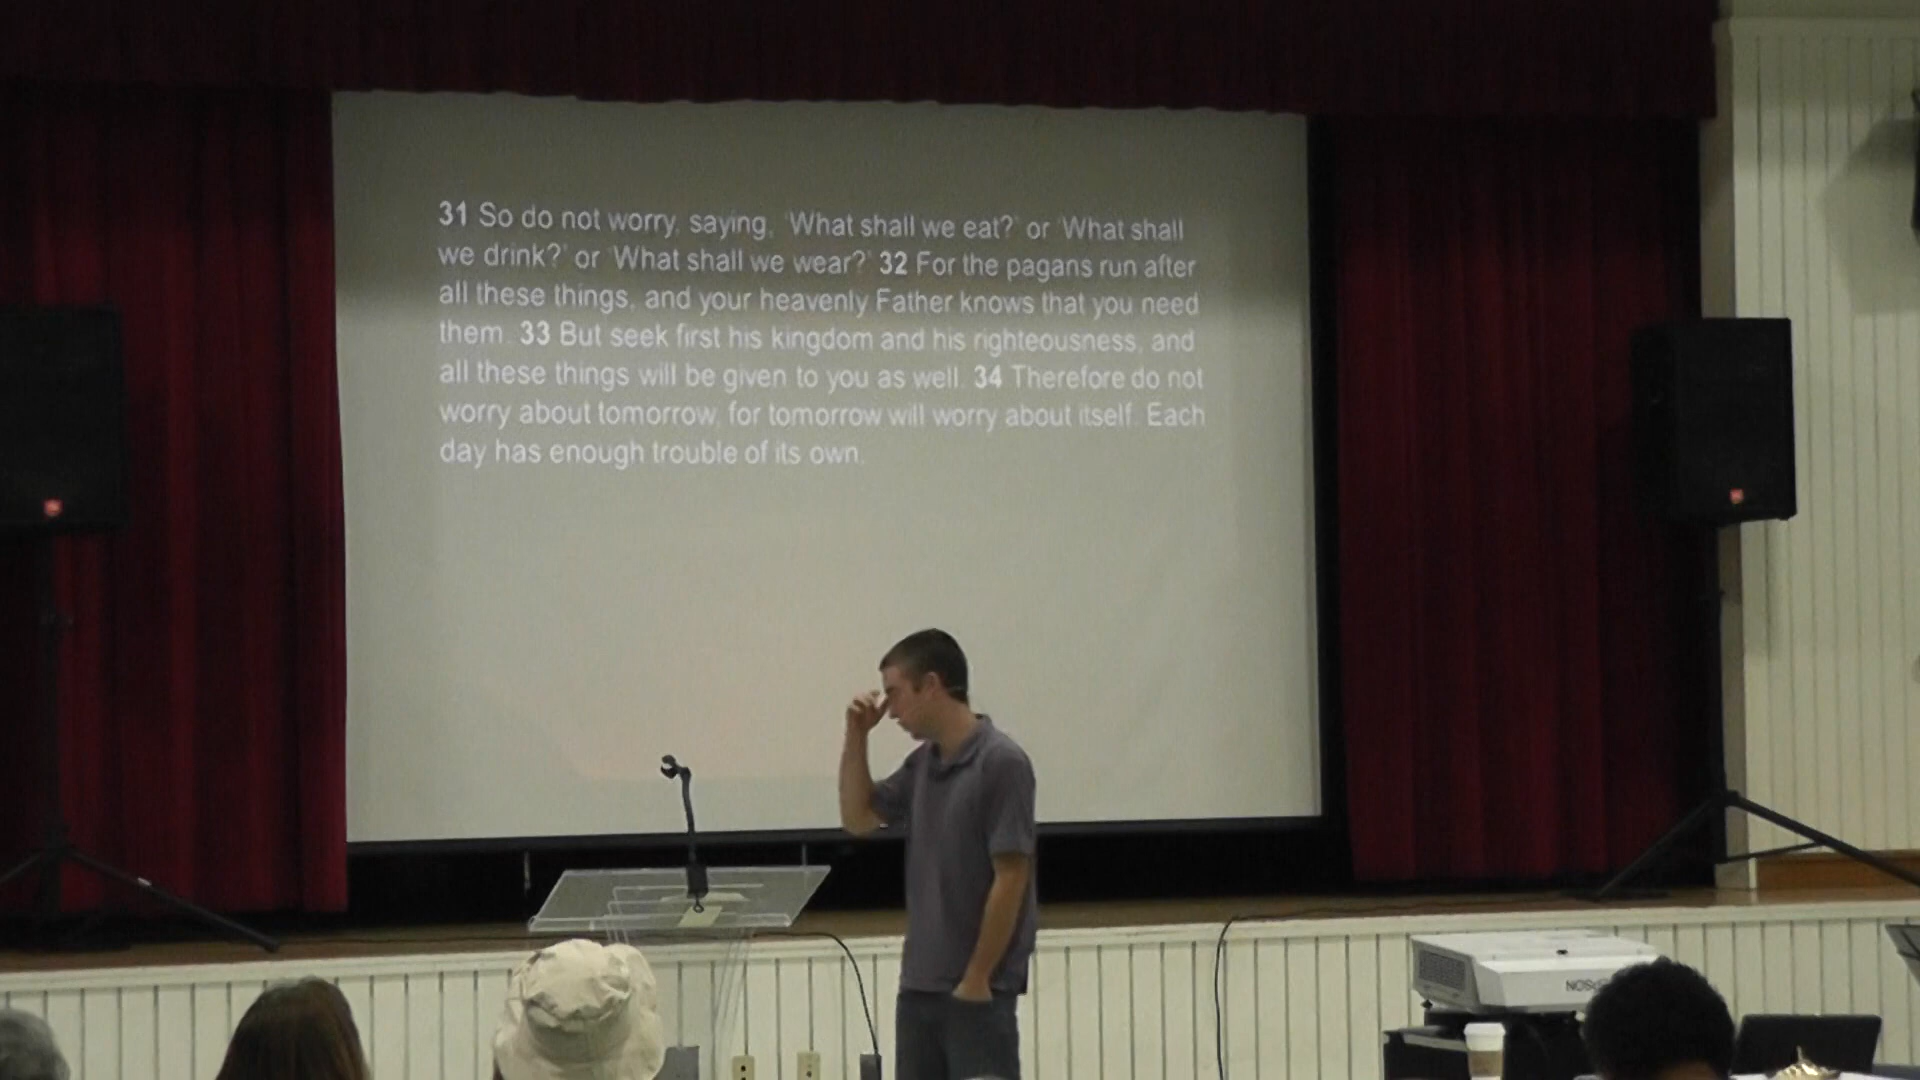 31 So do not worry, saying, 'What shall we eat?' or 'What shall
we drink?' or 'What shall we wear?' 32 For the pagans run after
all these things, and your heavenly Father knows that you need
them. 33 But seek first his kingdom and his righteousness, and
all these things will be given to you as well. 34 Therefore do not
worry about tomorrow, for tomorrow will worry about itself. Each
day has enough trouble of its own.
EPSON